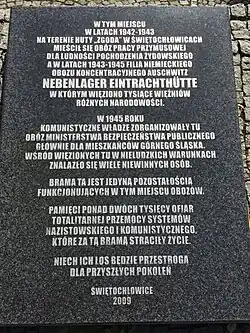 W TYM MIEJSCU
W LATACH 1942-1943
NA TERENIE HUTY „ZGODA” W ŚWIĘTOCHŁOWICACH
MIEŚCIŁ SIĘ OBÓZ PRACY PRZYMUSOWEJ
DLA LUDNOŚCI POCHODZENIA ŻYDOWSKIEGO
A W LATACH 1943-1945 FILIA NIEMIECKIEGO
OBOZU KONCENTRACYJNEGO AUSCHWITZ
NEBENLAGER EINTRACHTHÜTTE
W KTÓRYM WIĘZIONO TYSIĄCE WIĘŹNIÓW
RÓŻNYCH NARODOWOŚCI.
W 1945 ROKU
KOMUNISTYCZNE WŁADZE ZORGANIZOWAŁY TU
OBÓZ MINISTERSTWA BEZPIECZEŃSTWA PUBLICZNEGO
GŁÓWNIE DLA MIESZKAŃCÓW GÓRNEGO ŚLĄSKA.
WŚRÓD WIĘZIONYCH TU W NIELUDZKICH WARUNKACH
ZNALAZŁO SIĘ WIELE NIEWINNYCH OSÓB.
BRAMA TA JEST JEDYNĄ POZOSTAŁOŚCIĄ
FUNKCJONUJĄCYCH W TYM MIEJSCU OBOZÓW.
PAMIĘCI PONAD DWÓCH TYSIĘCY OFIAR
TOTALITARNEJ PRZEMOCY SYSTEMÓW
NAZISTOWSKIEGO I KOMUNISTYCZNEGO.
KTÓRE ZA TĄ BRAMĄ STRACIŁY ŻYCIE.
NIECH ICH LOS BĘDZIE PRZESTROGĄ
DLA PRZYSZŁYCH POKOLEŃ
ŚWIĘTOCHŁOWICE
2009